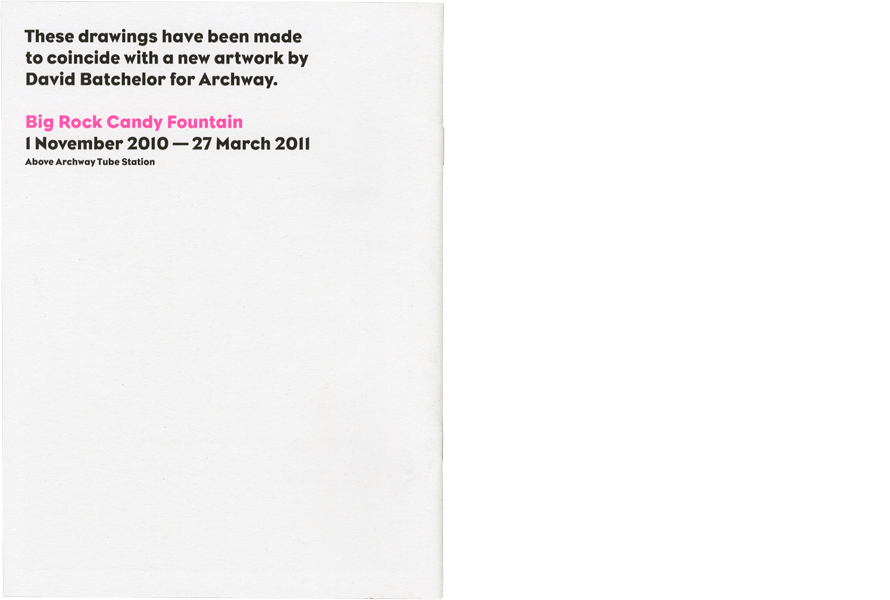 These drawings have been made
to coincide with a new artwork by
David Batchelor for Archway.
Big Rock Candy Fountain
1 November 2010 — 27 March 2011
Above Archway Tube Station